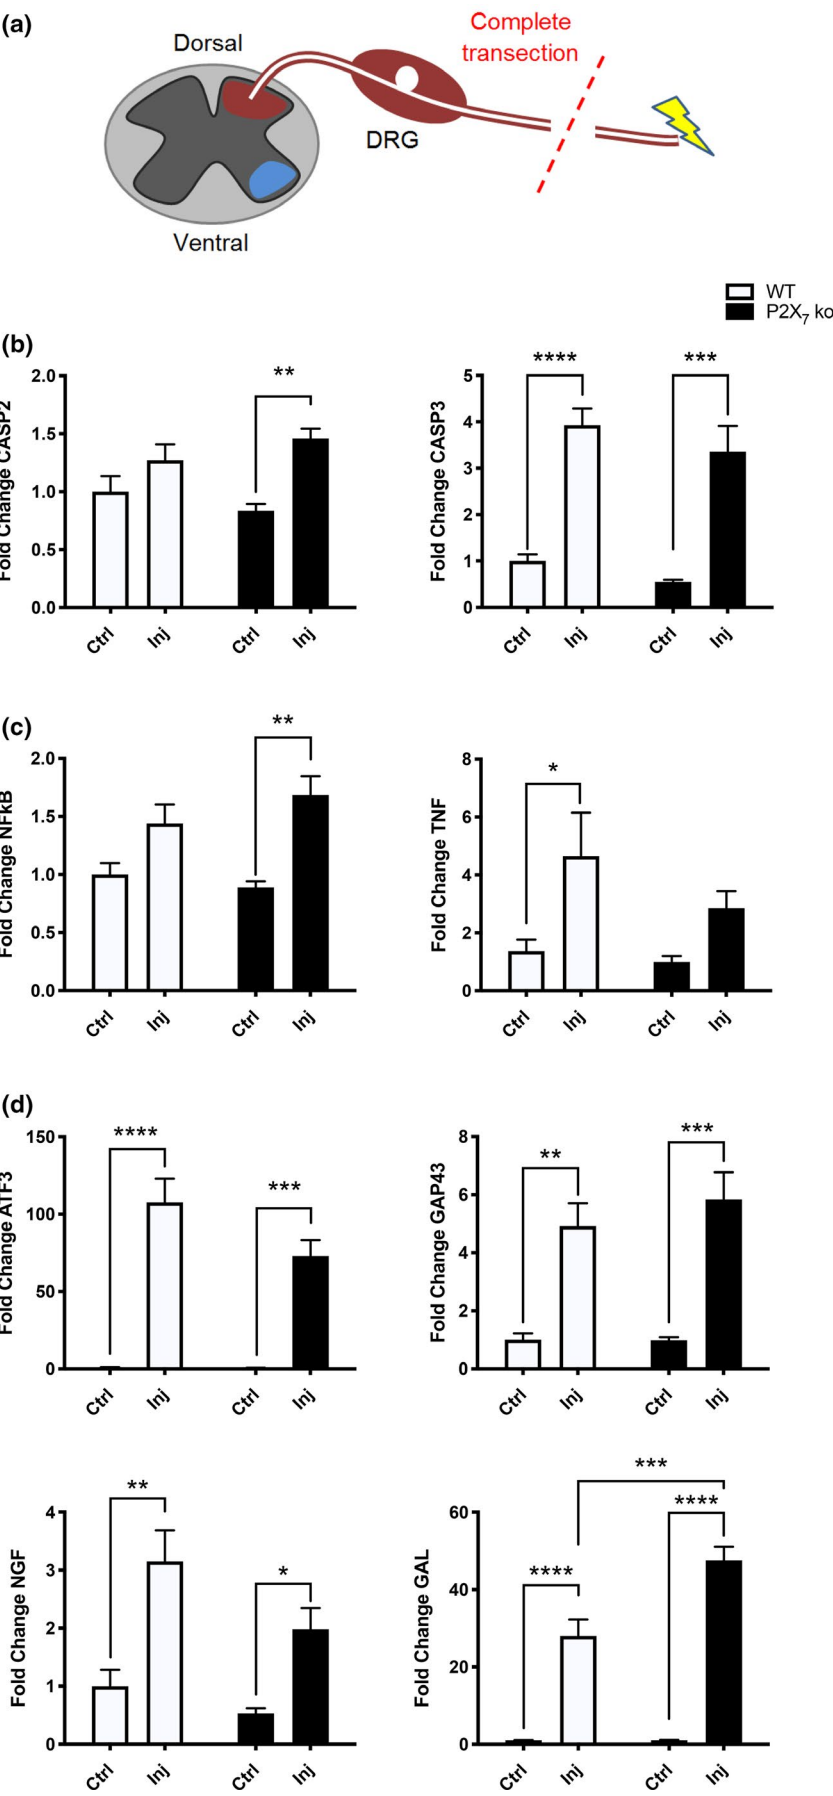 (a)
Complete
transection
Dorsal
DRG
Ventral
WT
P2X7 ko
(b)
Fold Change CASP2
2.0
1.5
1.0
0.5
0.0
**
Ctrl
Inj
Ctrl
Inj
Fold Change CASP3
5
4
3
2
1
0
****
***
Ctrl
Inj
Ctrl
Inj
(c)
Fold Change NFkB
2.0
1.5
1.0
0.5
0.0
**
Ctrl
Inj
Ctrl
Inj
Fold Change TNF
8
6
4
2
0
*
Ctrl
Inj
Ctrl
Inj
(d)
Fold Change ATF3
150
100
50
0
****
***
Ctrl
Inj
Ctrl
Inj
Fold Change GAP43
8
6
4
2
0
**
***
Ctrl
Inj
Ctrl
Inj
Fold Change NGF
4
3
2
1
0
**
*
Ctrl
Inj
Ctrl
Inj
Fold Change GAL
60
40
20
0
***
****
****
Ctrl
Inj
Ctrl
Inj